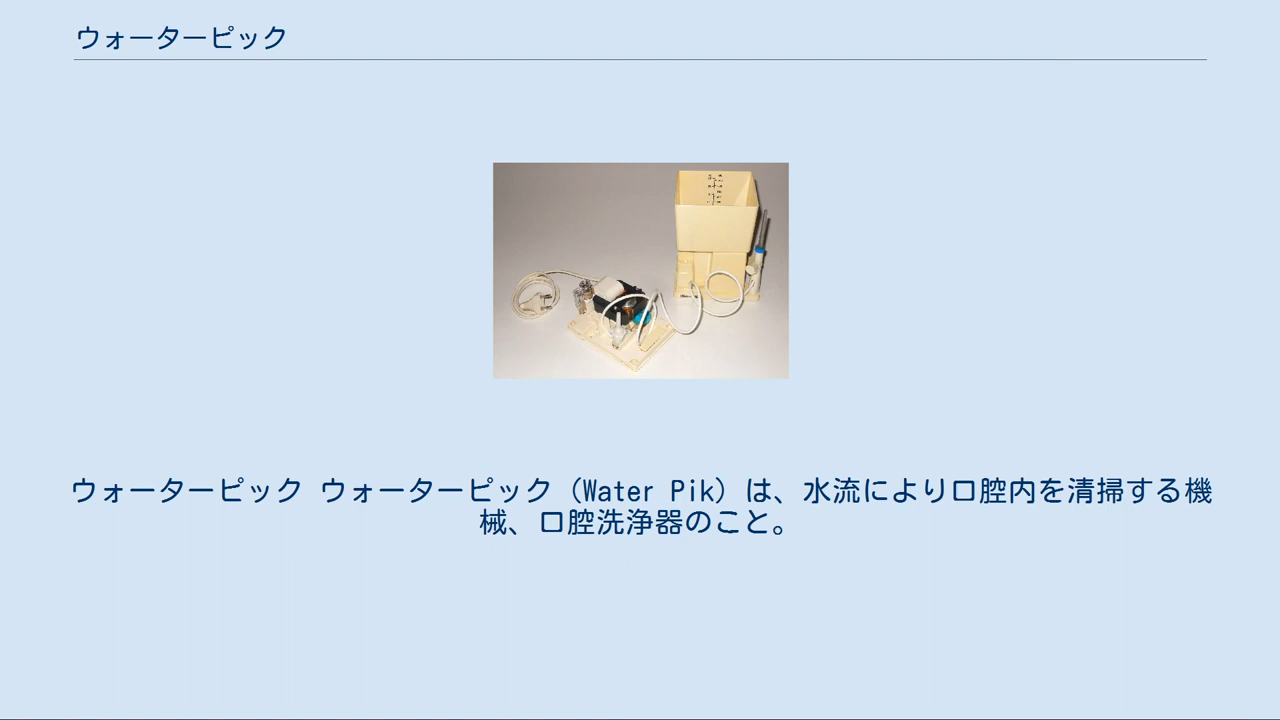 ウォーターピック
ウォーターピック ウォーターピック（Water Pik）は、水流により口腔内を清掃する機
械、口腔洗浄器のこと。